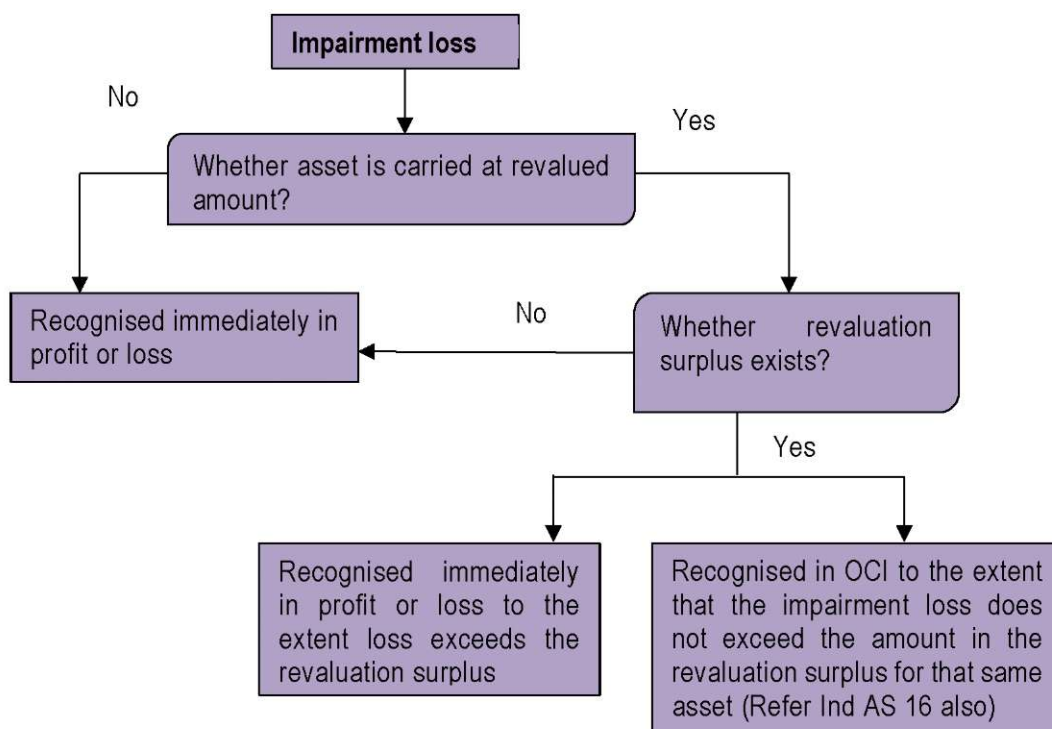 Impairment loss
No
Yes
Whether asset is carried at revalued
amount?
Recognised immediately in
profit or loss
No
Whether revaluation
surplus exists?
Yes
Recognised immediately
in profit or loss to the
extent loss exceeds the
revaluation surplus
Recognised in OCI to the extent
that the impairment loss does
not exceed the amount in the
revaluation surplus for that same
asset (Refer Ind AS 16 also)